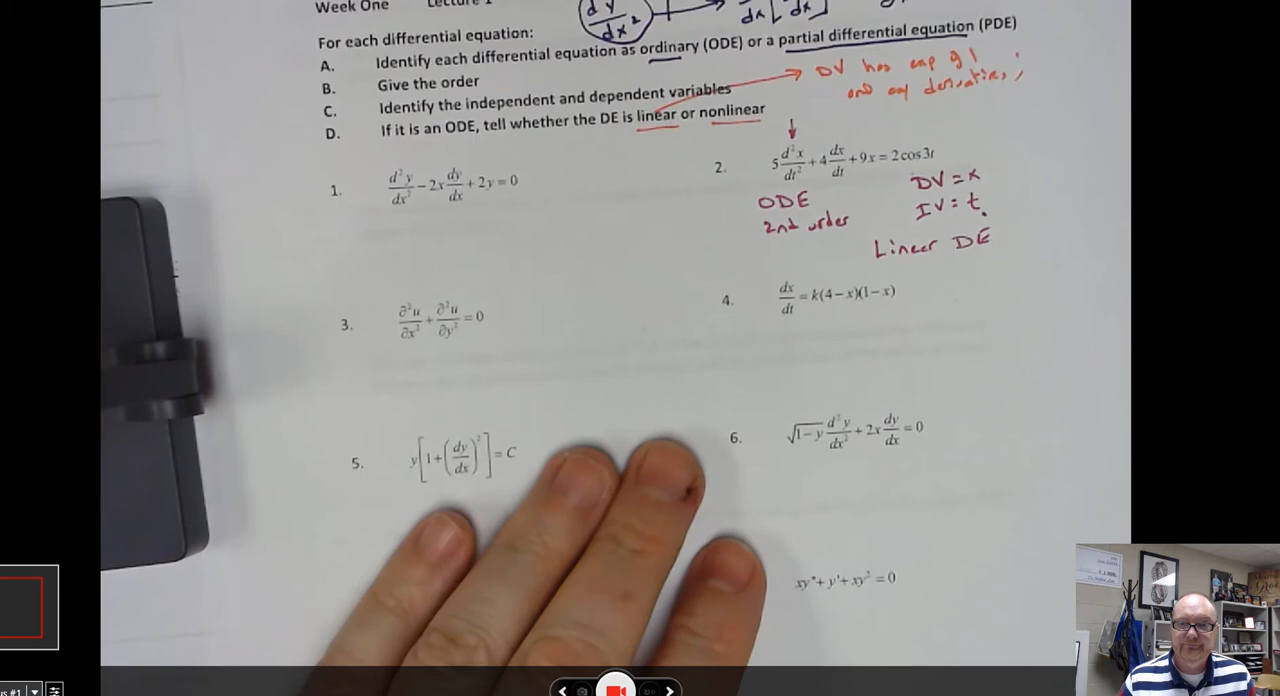 Week One Lecture 1
For each differential equation:
A. Identify each differential equation as ordinary (ODE) or a partial differential equation (PDE)
B. Give the order
C. Identify the independent and dependent variables
D. If it is an ODE, tell whether the DE is linear or nonlinear
DV has exp of 1
and any derivatives,
1. d²y/dx² − 2x dy/dx + 2y = 0
2. 5 d²x/dt² + 4 dx/dt + 9x = 2 cos 3t
ODE
2nd order
DV = x
IV = t.
Linear DE
3. ∂²u/∂x² + ∂²u/∂y² = 0
4. dx/dt = k(4 − x)(1 − x)
5. y[1 + (dy/dx)²] = C
6. √1−y d²y/dx² + 2x dy/dx = 0
xy" + y' + xy² = 0